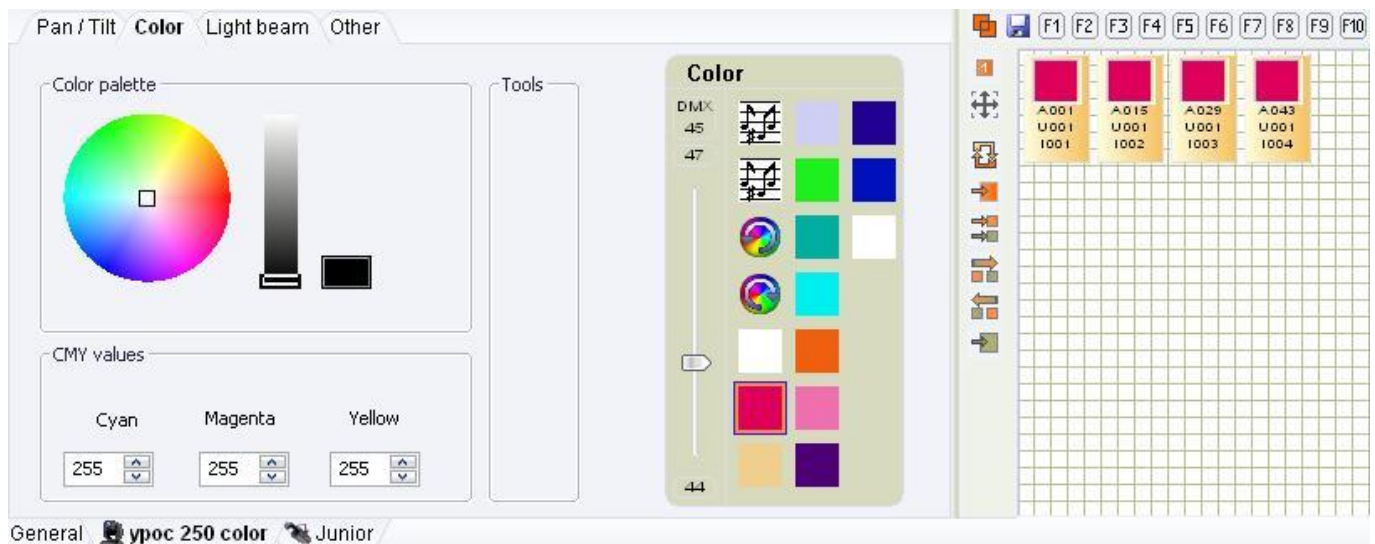 Pan / Tilt Color Light beam Other
F1 F2 F3 F4 F5 F6 F7 F8 F9 F10
Color palette
Tools
Color
DMX
45
47
44
1
A001 A015 A029 A043
U001 U001 U001 U001
I001 I002 I003 I004
CMY values
Cyan Magenta Yellow
255 255 255
General ypoc 250 color Junior